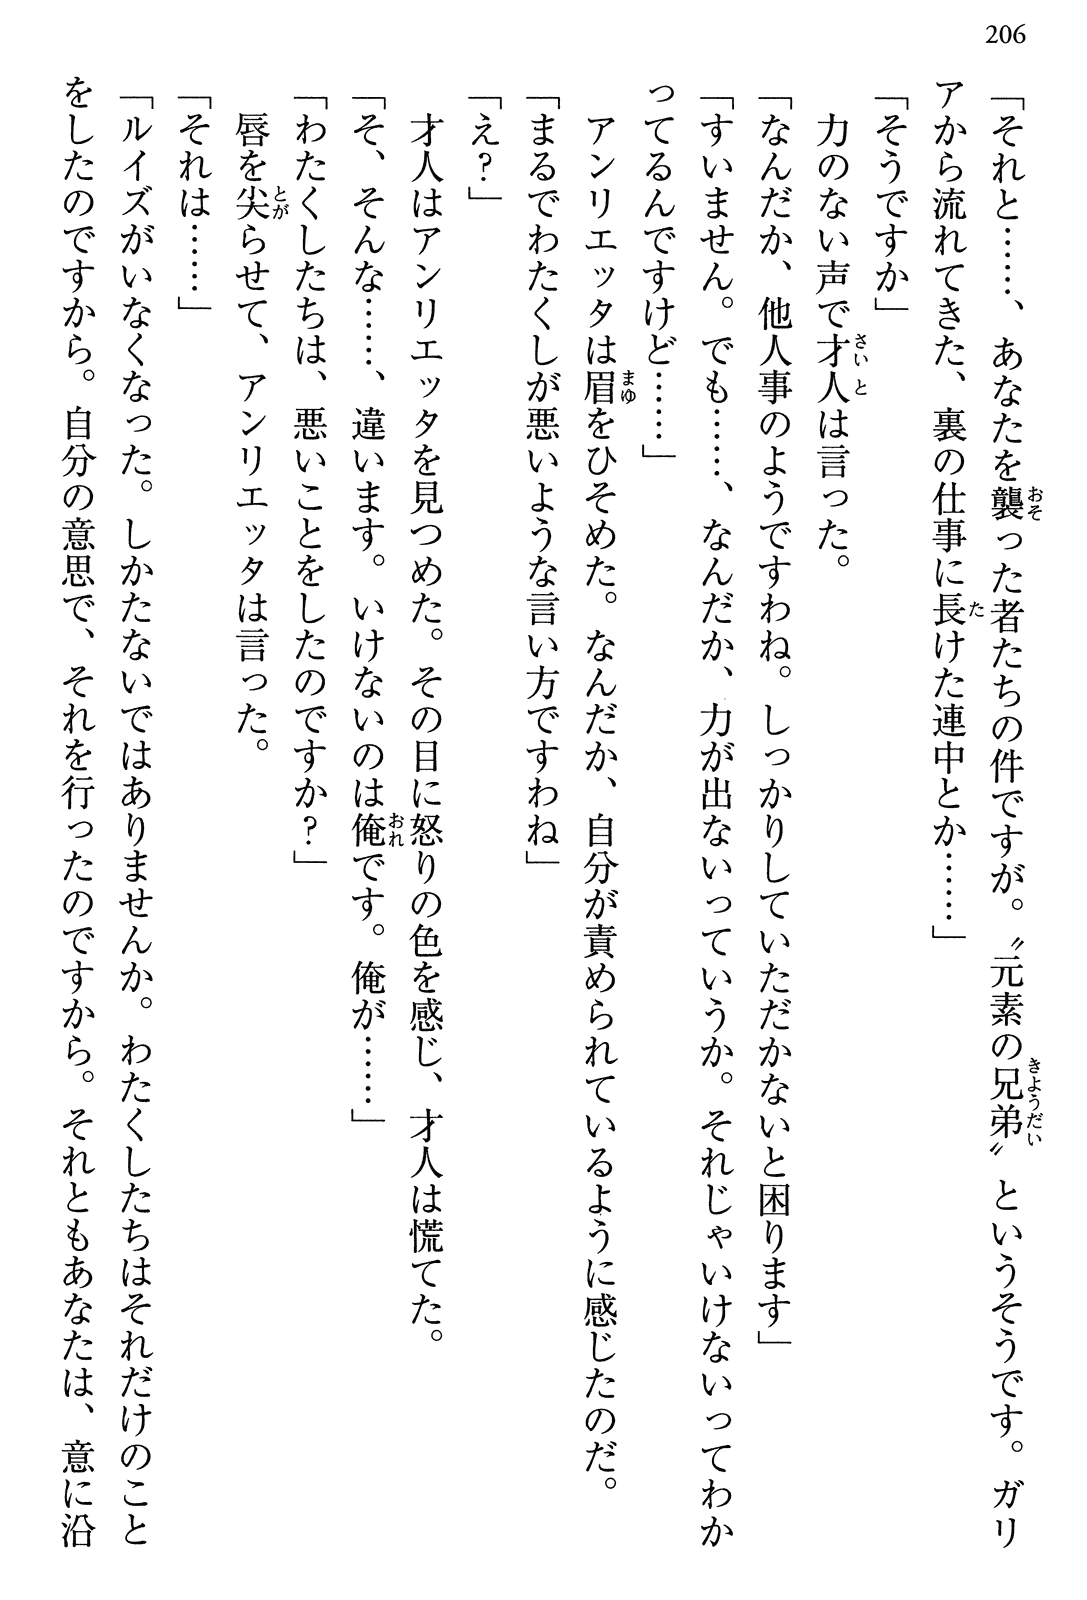 206
「それと……、あなたを襲った者たちの件ですが。〝元素の兄弟〟というそうです。ガリ
アから流れてきた、裏の仕事に長けた連中とか……」
「そうですか」
　力のない声で才人は言った。
「なんだか、他人事のようですわね。しっかりしていただかないと困ります」
「すいません。でも……、なんだか、力が出ないっていうか。それじゃいけないってわか
ってるんですけど……」
　アンリエッタは眉をひそめた。なんだか、自分が責められているように感じたのだ。
「まるでわたくしが悪いような言い方ですわね」
「え？」
　才人はアンリエッタを見つめた。その目に怒りの色を感じ、才人は慌てた。
「そ、そんな……、違います。いけないのは俺です。俺が……」
「わたくしたちは、悪いことをしたのですか？」
　唇を尖らせて、アンリエッタは言った。
「それは……」
「ルイズがいなくなった。しかたないではありませんか。わたくしたちはそれだけのこと
をしたのですから。自分の意思で、それを行ったのですから。それともあなたは、意に沿